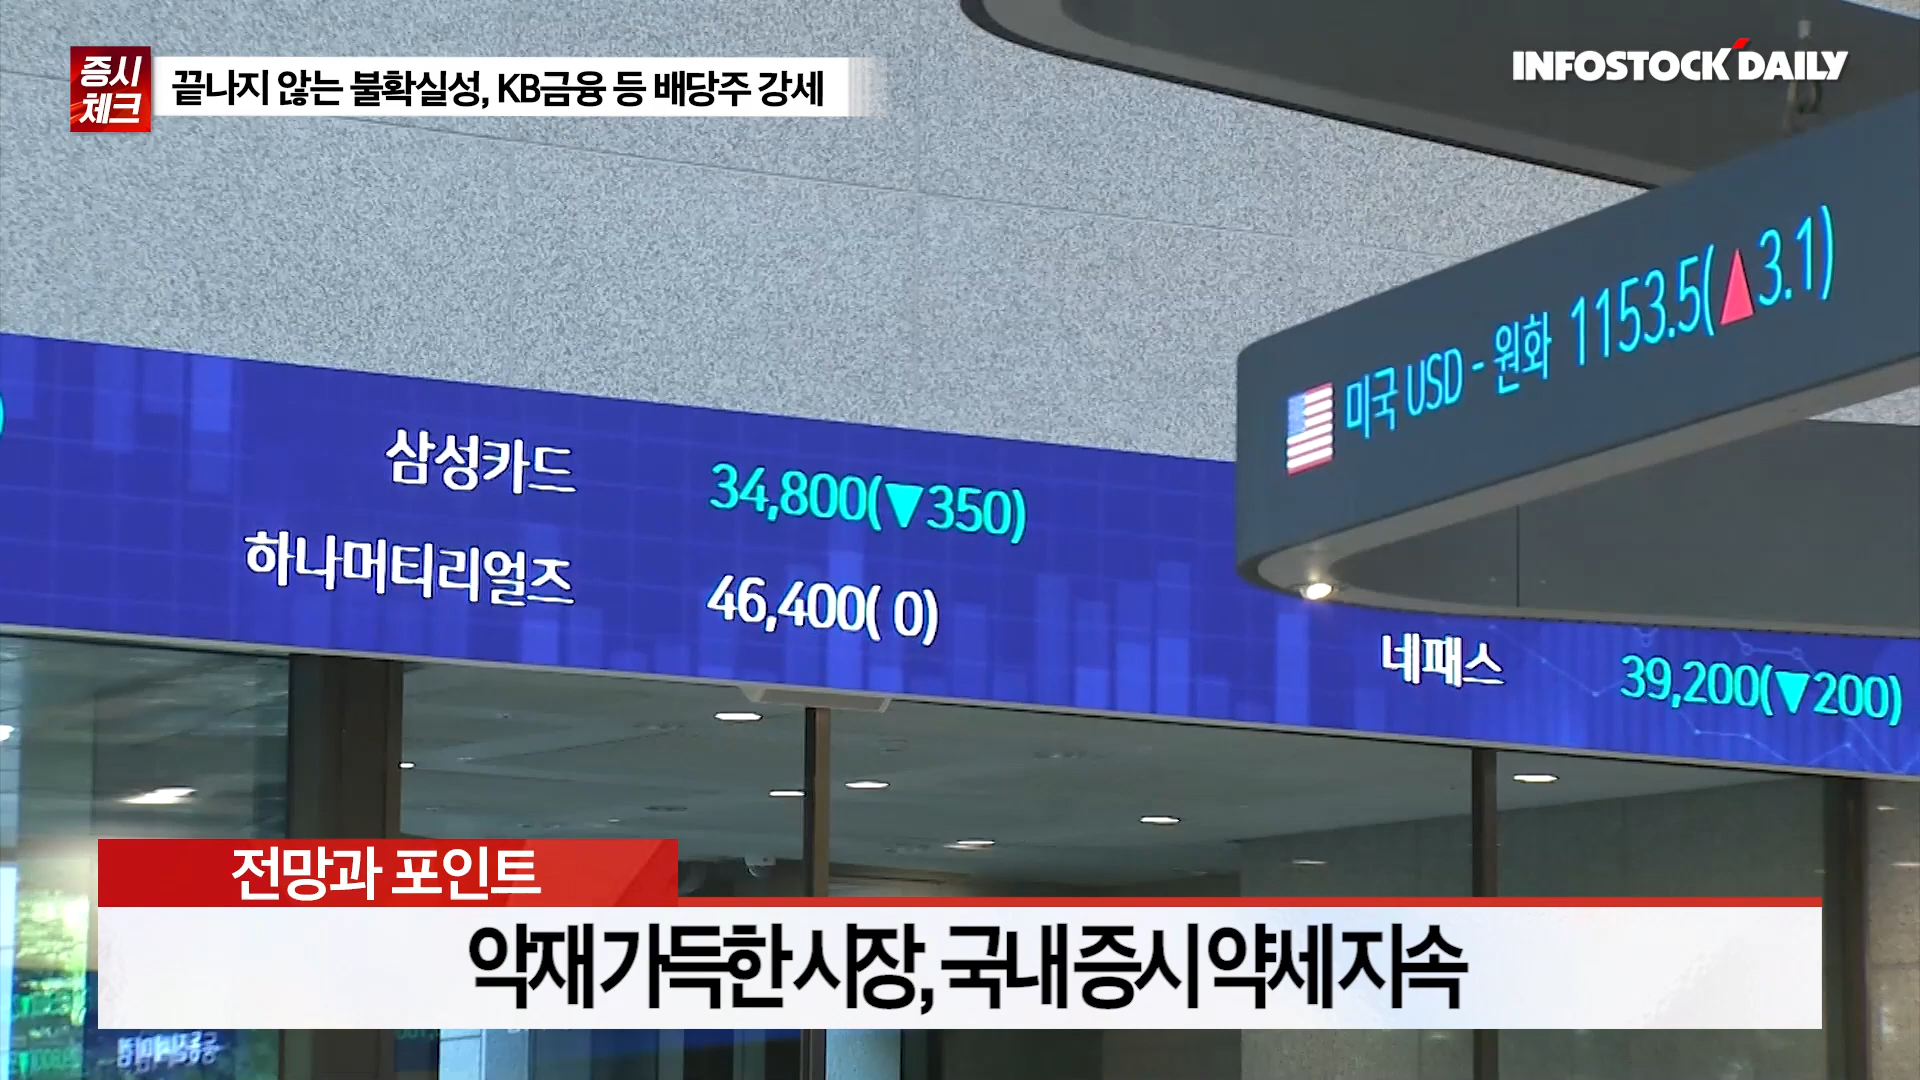 증시
체크
끝나지 않는 불확실성, KB금융 등 배당주 강세
INFOSTOCK DAILY
미국 USD - 원화 1153.5(▲3.1)
삼성카드 34,800(▼350)
하나머티리얼즈 46,400( 0)
네패스 39,200(▼200)
전망과 포인트
악재 가득한 시장, 국내 증시 약세 지속